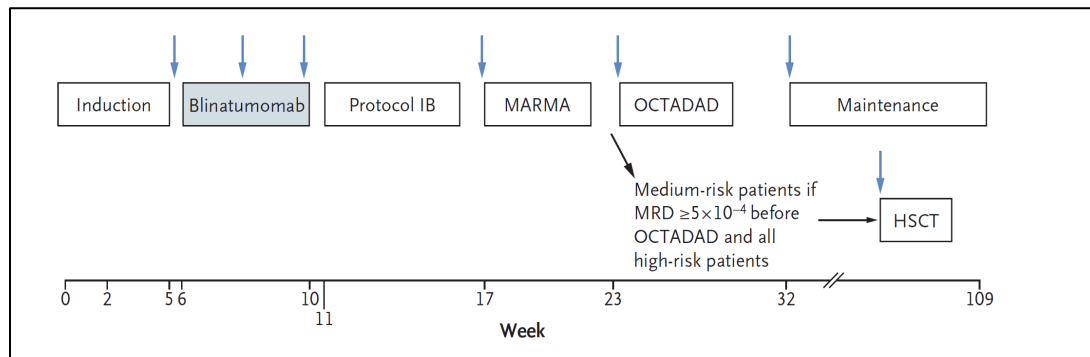 Induction
Blinatumomab
Protocol IB
MARMA
OCTADAD
Maintenance
Medium-risk patients if
MRD ≥5×10⁻⁴ before
OCTADAD and all
high-risk patients
HSCT
0 2 5 6 10 11 17 23 32 109
Week